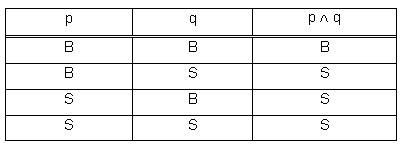 p q p ∧ q
B B B
B S S
S B S
S S S